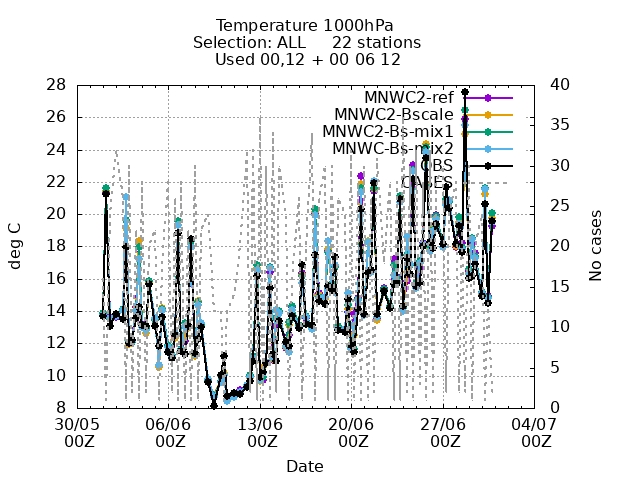 Temperature 1000hPa
Selection: ALL 22 stations
Used 00,12 + 00 06 12
28
26
24
22
20
18
16
14
12
10
8
deg C
40
35
30
25
20
15
10
5
0
No cases
MNWC2-ref
MNWC2-Bscale
MNWC2-Bs-mix1
MNWC-Bs-mix2
OBS
CASES
30/05 06/06 13/06 20/06 27/06 04/07
00Z 00Z 00Z 00Z 00Z 00Z
Date